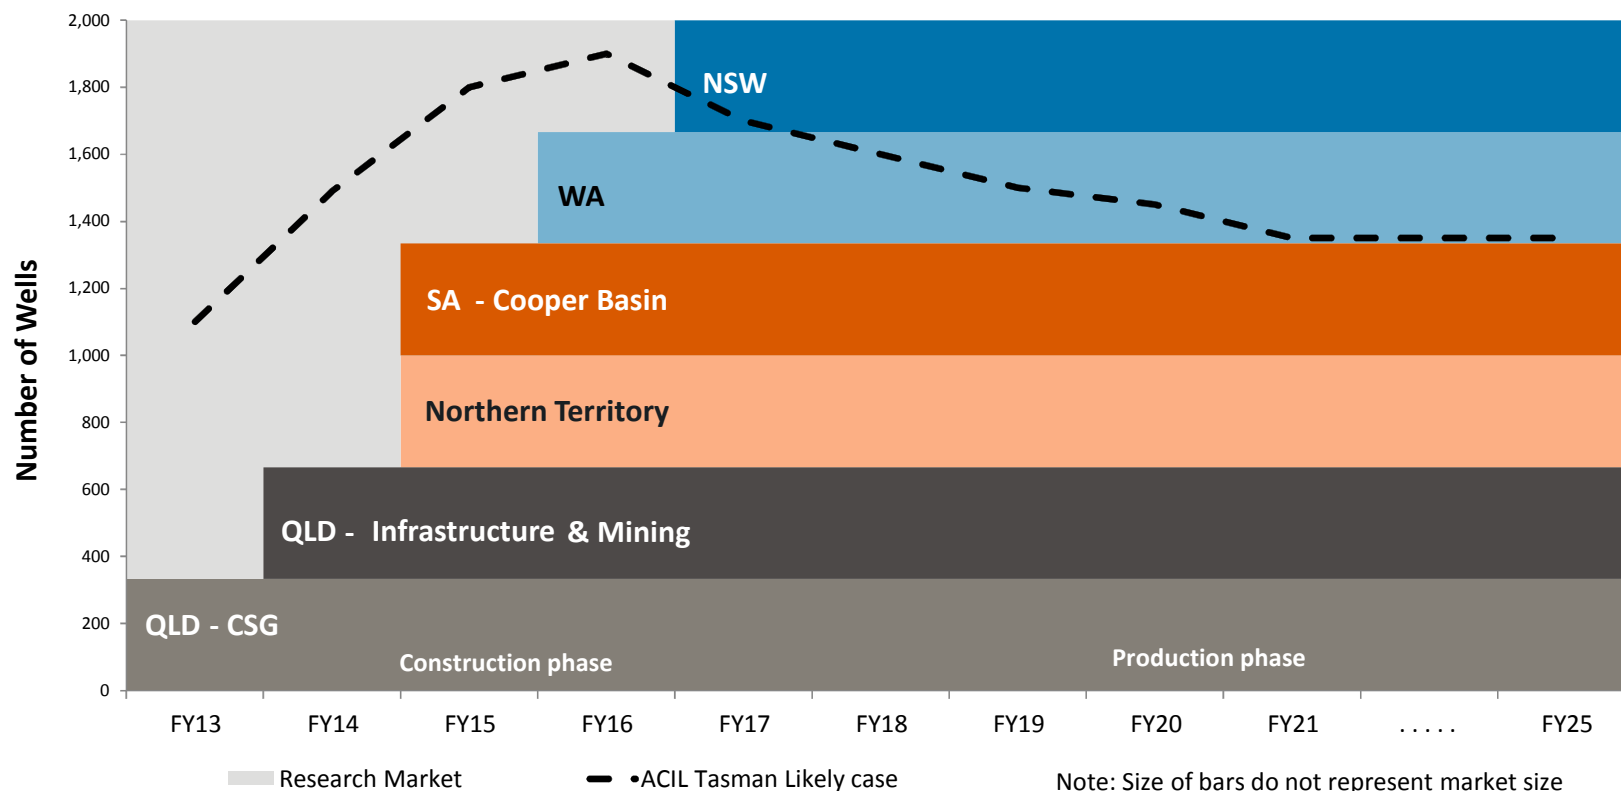 Number of Wells
2,000
1,800
1,600
1,400
1,200
1,000
800
600
400
200
0
NSW
WA
SA - Cooper Basin
Northern Territory
QLD - Infrastructure & Mining
QLD - CSG
Construction phase
Production phase
FY13 FY14 FY15 FY16 FY17 FY18 FY19 FY20 FY21 . . . . . FY25
Research Market ACIL Tasman Likely case Note: Size of bars do not represent market size